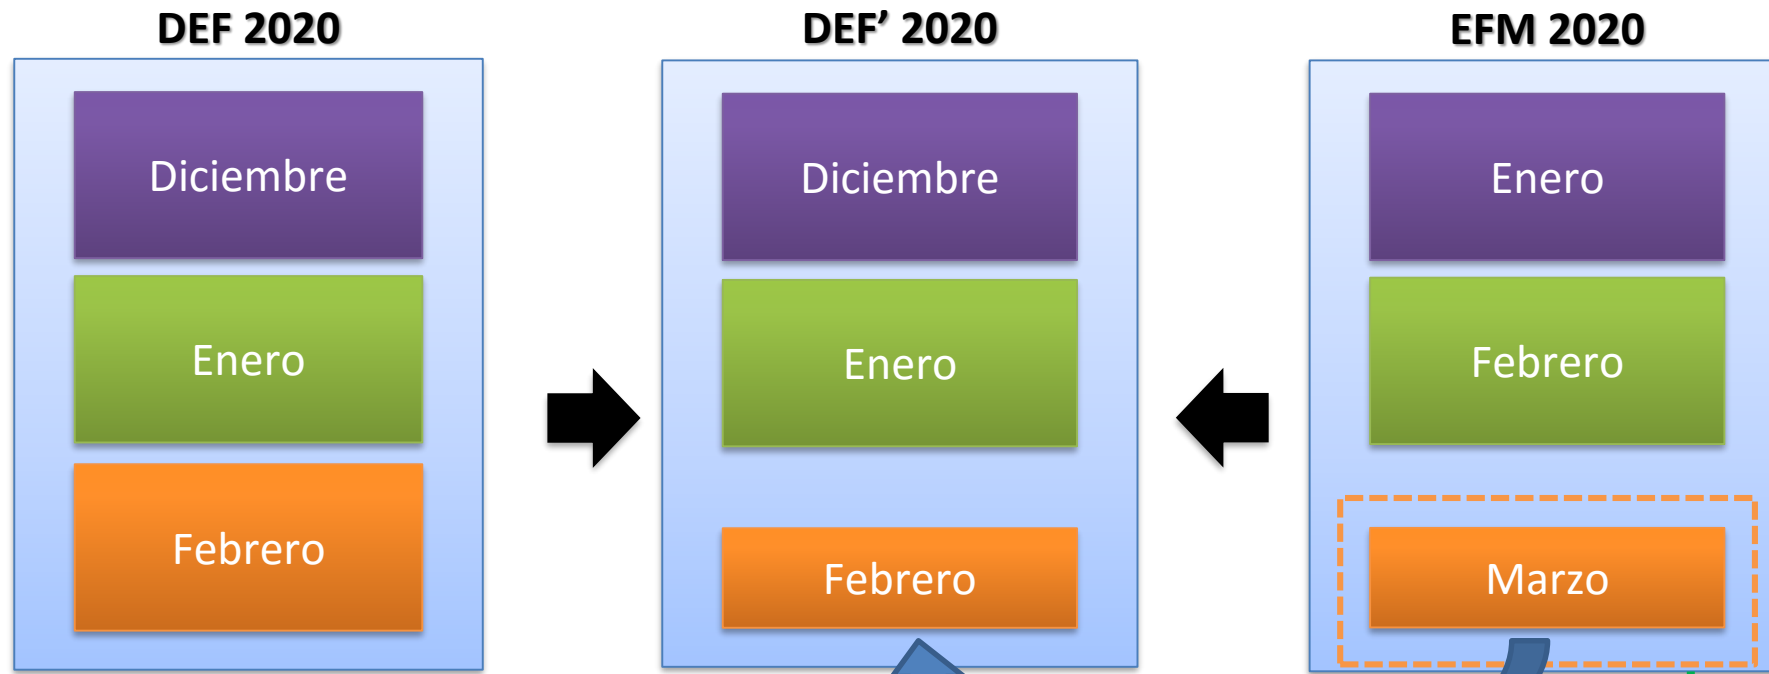 DEF 2020
Diciembre
Enero
Febrero
DEF’ 2020
Diciembre
Enero
Febrero
EFM 2020
Enero
Febrero
Marzo